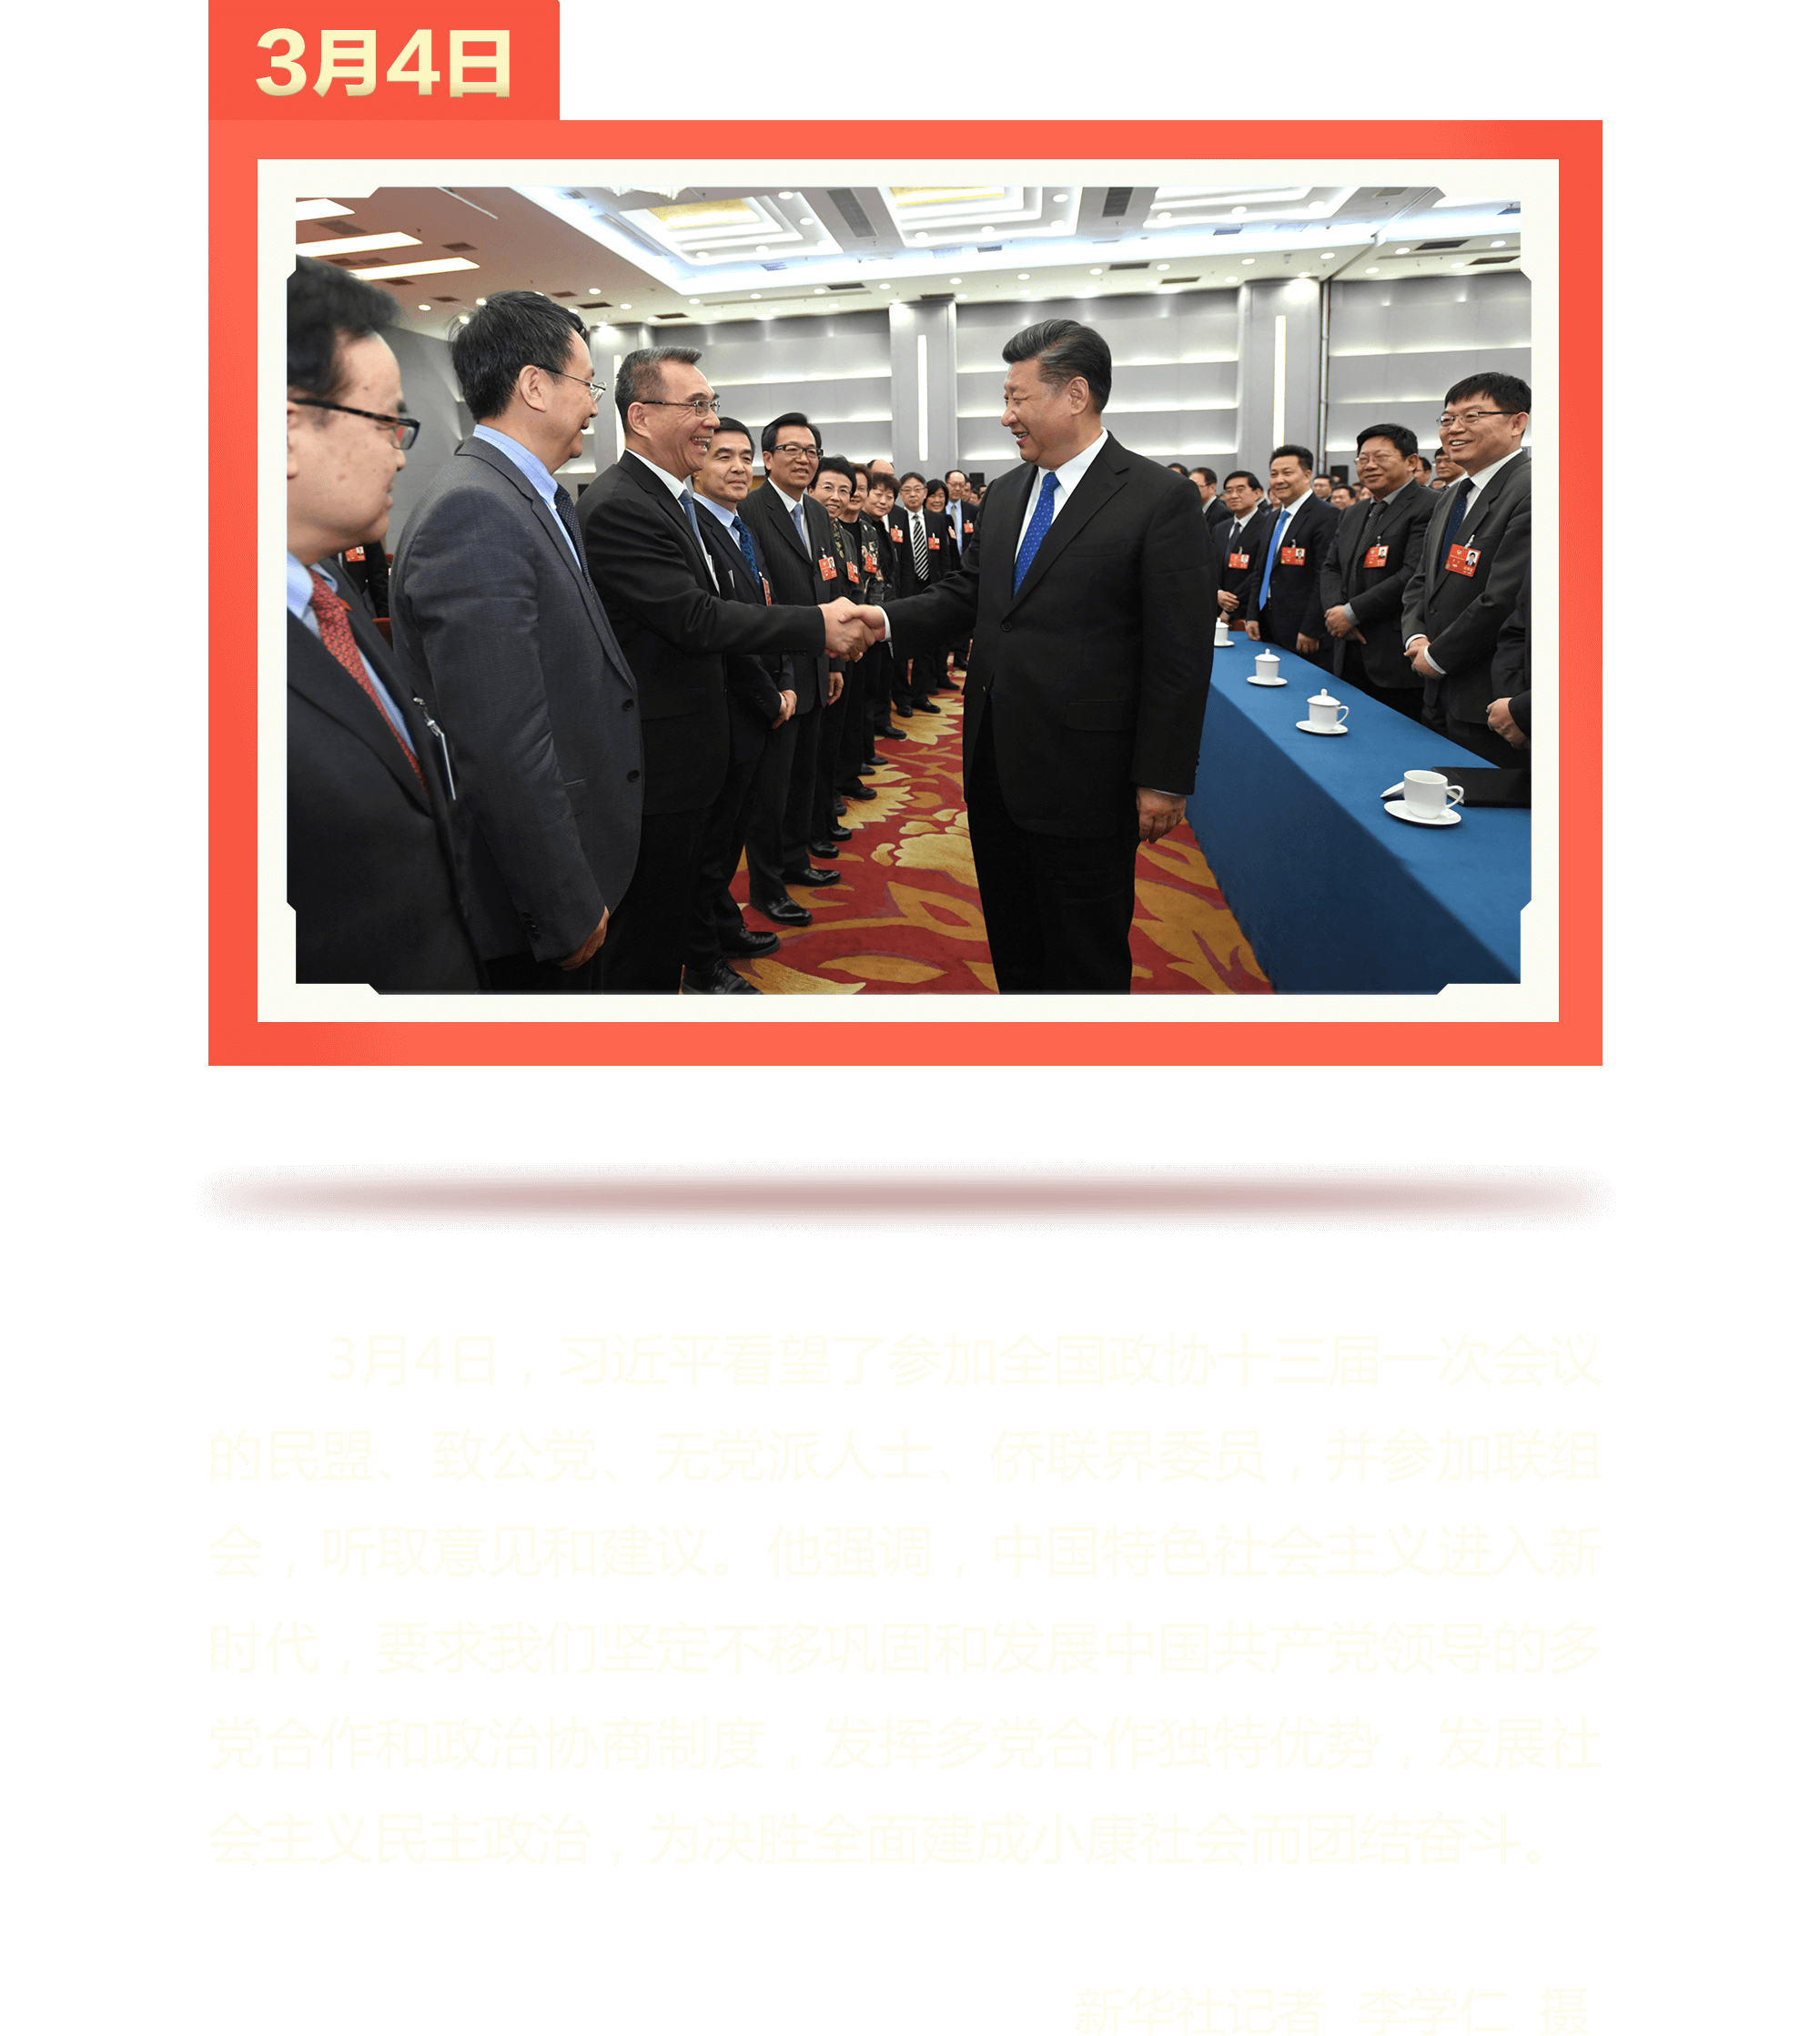 3月4日
3月4日，习近平看望了参加全国政协十三届一次会议
的民盟、致公党、无党派人士、侨联界委员，并参加联组
会，听取意见和建议。他强调，中国特色社会主义进入新
时代，要求我们坚定不移巩固和发展中国共产党领导的多
党合作和政治协商制度，发挥多党合作独特优势，发展社
会主义民主政治，为决胜全面建成小康社会而团结奋斗。
新华社记者 李学仁 摄